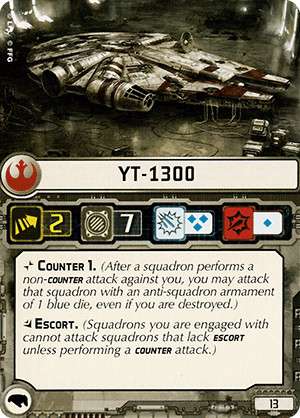 © LFL © FFG
YT-1300
2 7
COUNTER 1. (After a squadron performs a
non-COUNTER attack against you, you may attack
that squadron with an anti-squadron armament
of 1 blue die, even if you are destroyed.)
ESCORT. (Squadrons you are engaged with
cannot attack squadrons that lack ESCORT
unless performing a COUNTER attack.)
13